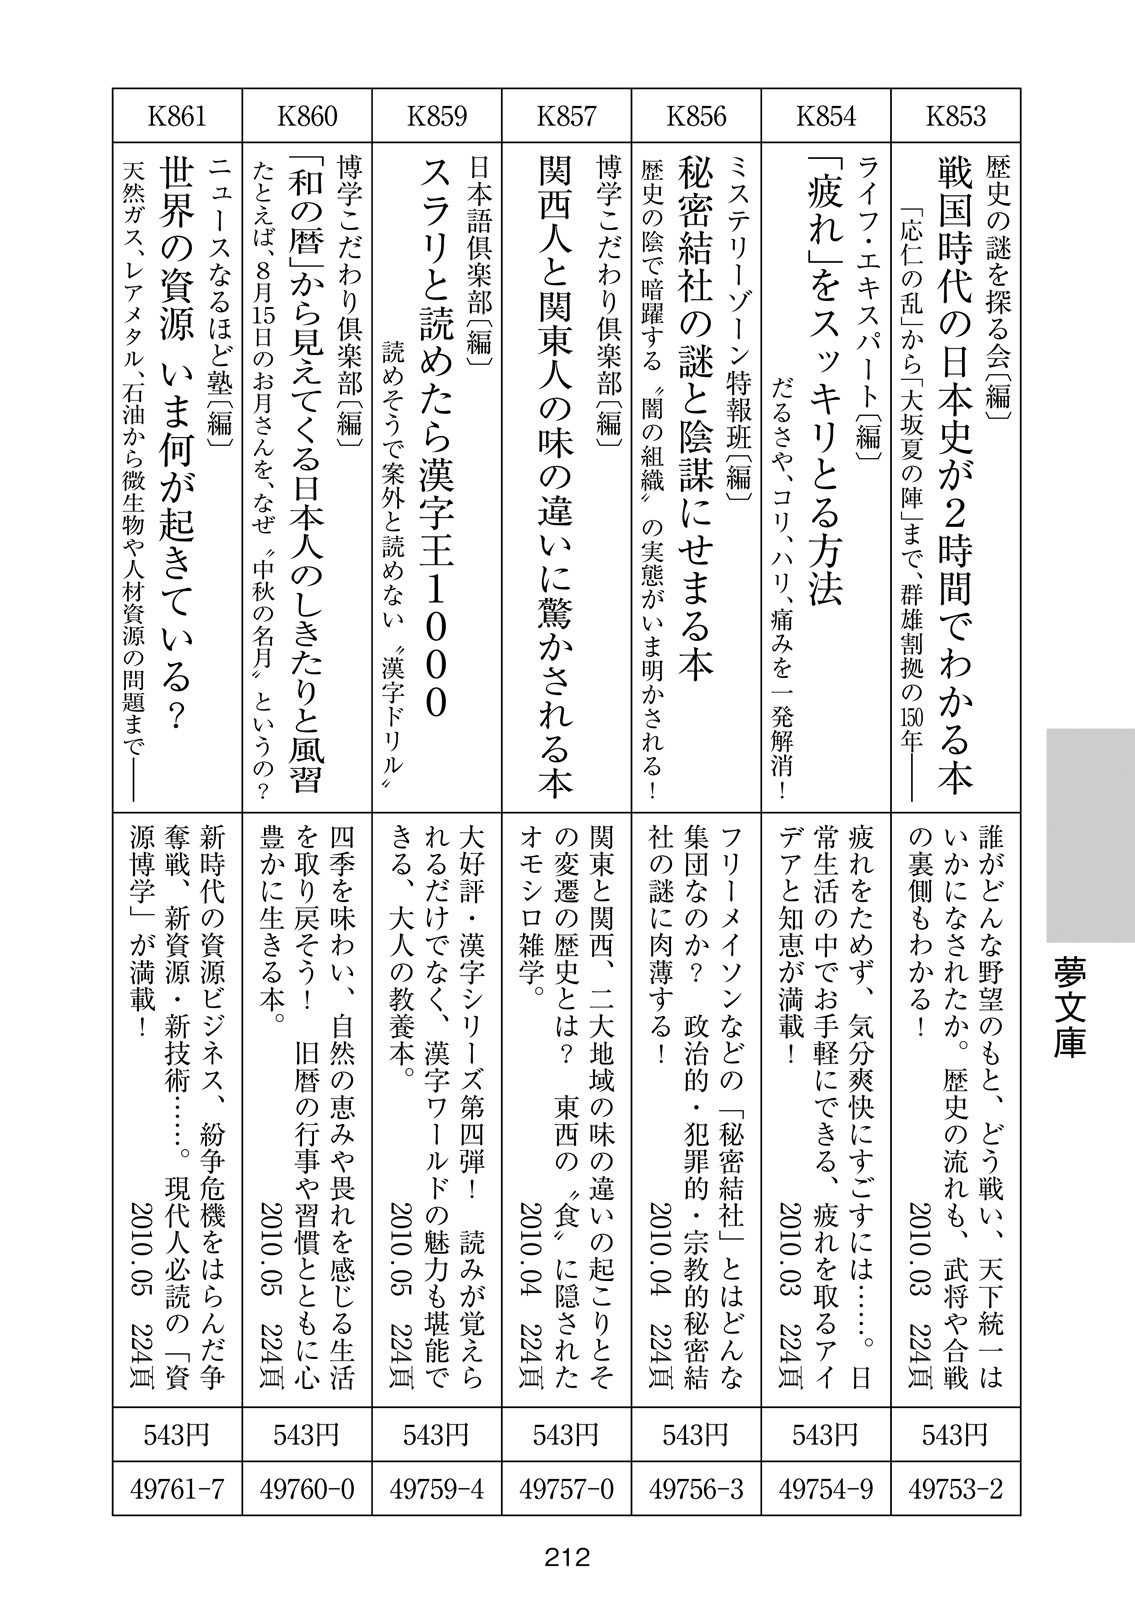 夢文庫
K853
歴史の謎を探る会〔編〕
戦国時代の日本史が２時間でわかる本
「応仁の乱」から「大坂夏の陣」まで、群雄割拠の150年――
誰がどんな野望のもと、どう戦い、天下統一は
いかになされたか。歴史の流れも、武将や合戦
の裏側もわかる！
2010.03　224頁
543円
49753-2
K854
ライフ・エキスパート〔編〕
「疲れ」をスッキリとる方法
だるさや、コリ、ハリ、痛みを一発解消！
疲れをためず、気分爽快にすごすには……。日
常生活の中でお手軽にできる、疲れを取るアイ
デアと知恵が満載！
2010.03　224頁
543円
49754-9
K856
ミステリーゾーン特報班〔編〕
秘密結社の謎と陰謀にせまる本
歴史の陰で暗躍する〝闇の組織〟の実態がいま明かされる！
フリーメイソンなどの「秘密結社」とはどんな
集団なのか？　政治的・犯罪的・宗教的秘密結
社の謎に肉薄する！
2010.04　224頁
543円
49756-3
K857
博学こだわり倶楽部〔編〕
関西人と関東人の味の違いに驚かされる本
関東と関西、二大地域の味の違いの起こりとそ
の変遷の歴史とは？　東西の〝食〟に隠された
オモシロ雑学。
2010.04　224頁
543円
49757-0
K859
日本語倶楽部〔編〕
スラリと読めたら漢字王１０００
読めそうで案外と読めない〝漢字ドリル〟
大好評・漢字シリーズ第四弾！　読みが覚えら
れるだけでなく、漢字ワールドの魅力も堪能で
きる、大人の教養本。
2010.05　224頁
543円
49759-4
K860
博学こだわり倶楽部〔編〕
「和の暦」から見えてくる日本人のしきたりと風習
たとえば、８月15日のお月さんを、なぜ〝中秋の名月〟というの？
四季を味わい、自然の恵みや畏れを感じる生活
を取り戻そう！　旧暦の行事や習慣とともに心
豊かに生きる本。
2010.05　224頁
543円
49760-0
K861
ニュースなるほど塾〔編〕
世界の資源 いま何が起きている？
天然ガス、レアメタル、石油から微生物や人材資源の問題まで――
新時代の資源ビジネス、紛争危機をはらんだ争
奪戦、新資源・新技術……。現代人必読の「資
源博学」が満載！
2010.05　224頁
543円
49761-7
212